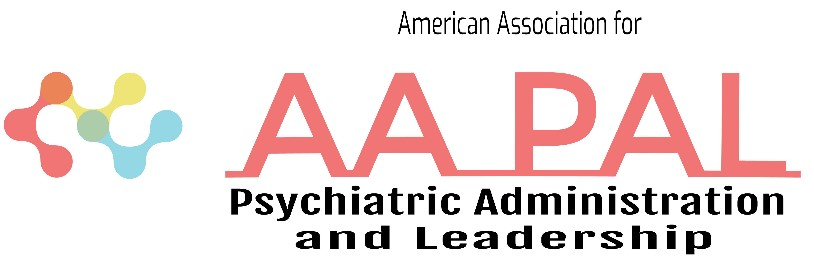 American Association for
AA PAL
Psychiatric Administration
and Leadership